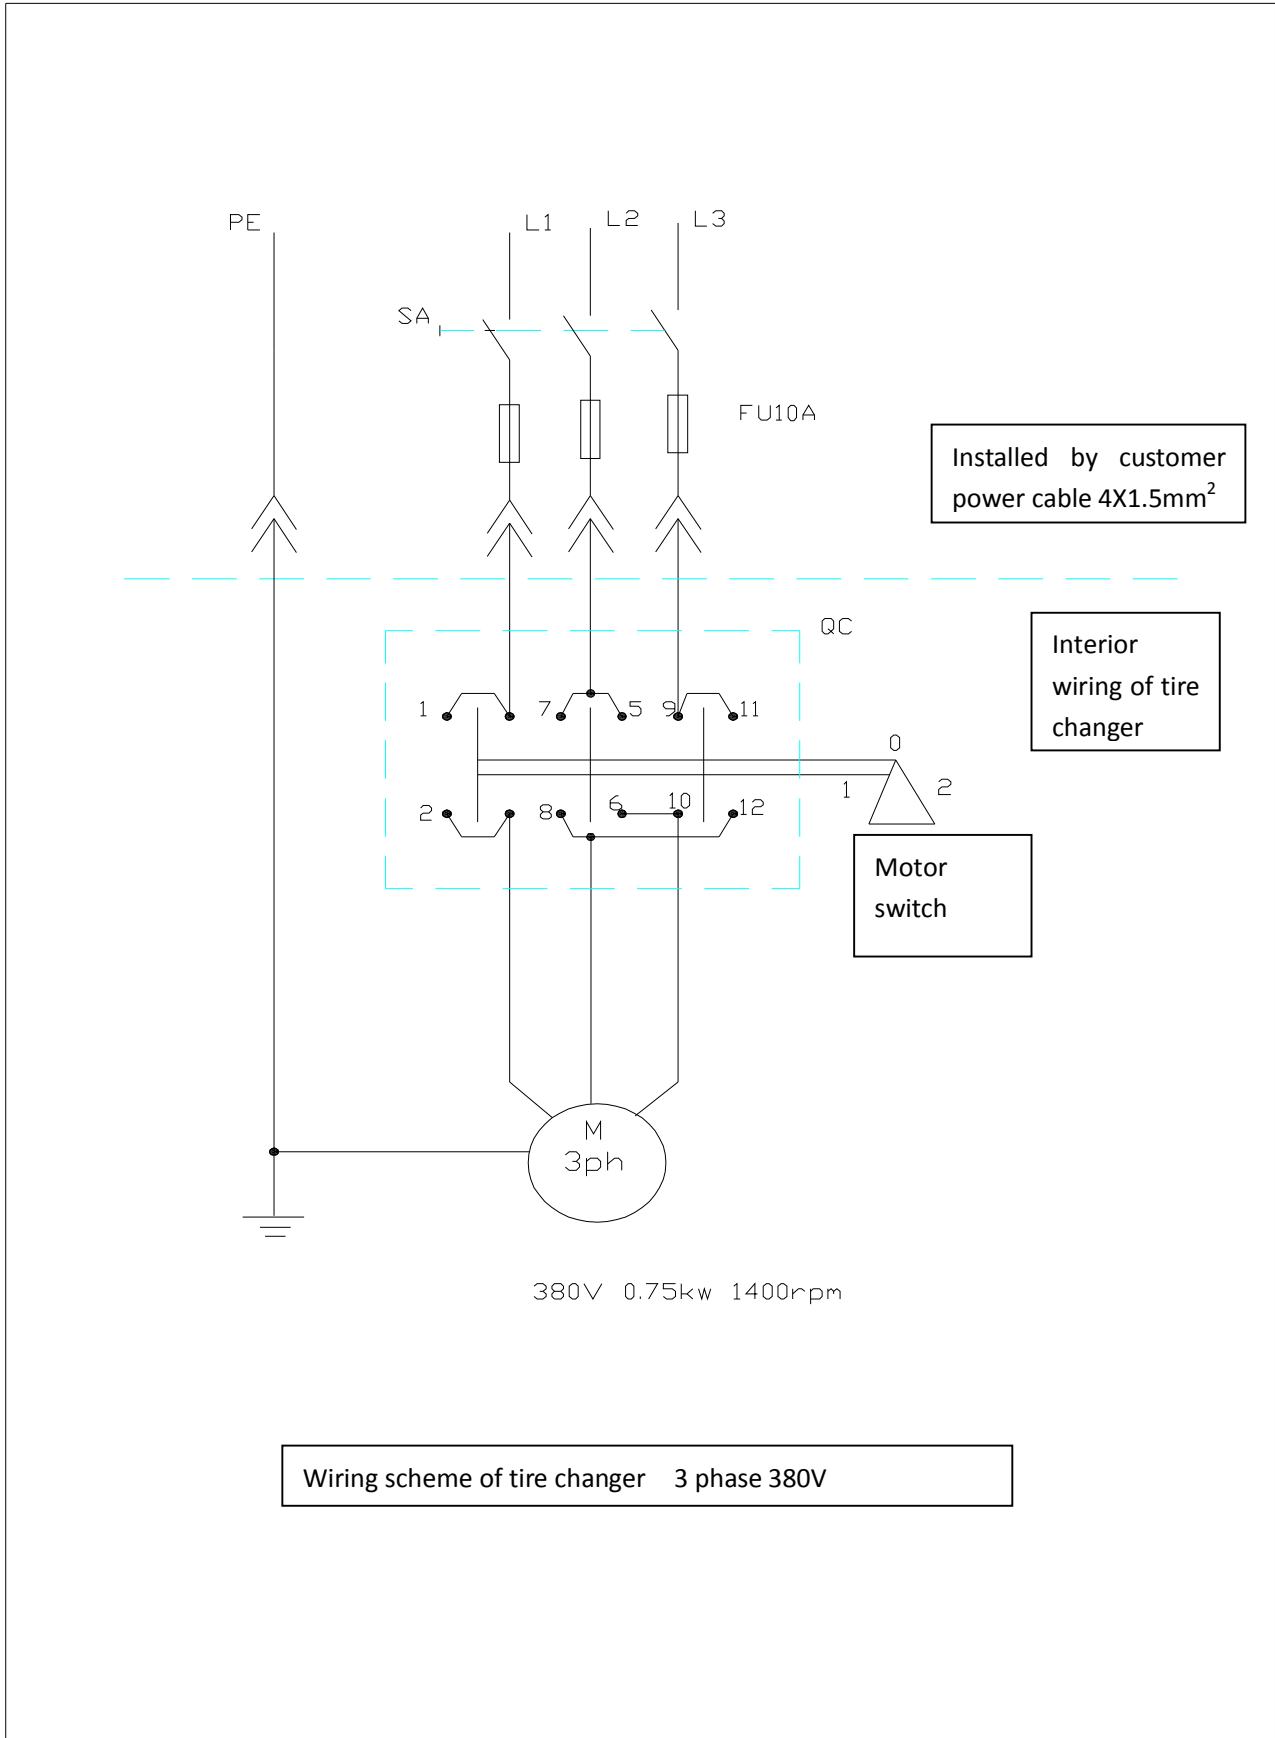 PE
L1
L2
L3
SA
FU10A
Installed by customer
power cable 4X1.5mm²
QC
Interior
wiring of tire
changer
1
7
5
9
11
0
1
2
2
8
6
10
12
Motor
switch
M
3ph
380V 0.75kw 1400rpm
Wiring scheme of tire changer 3 phase 380V